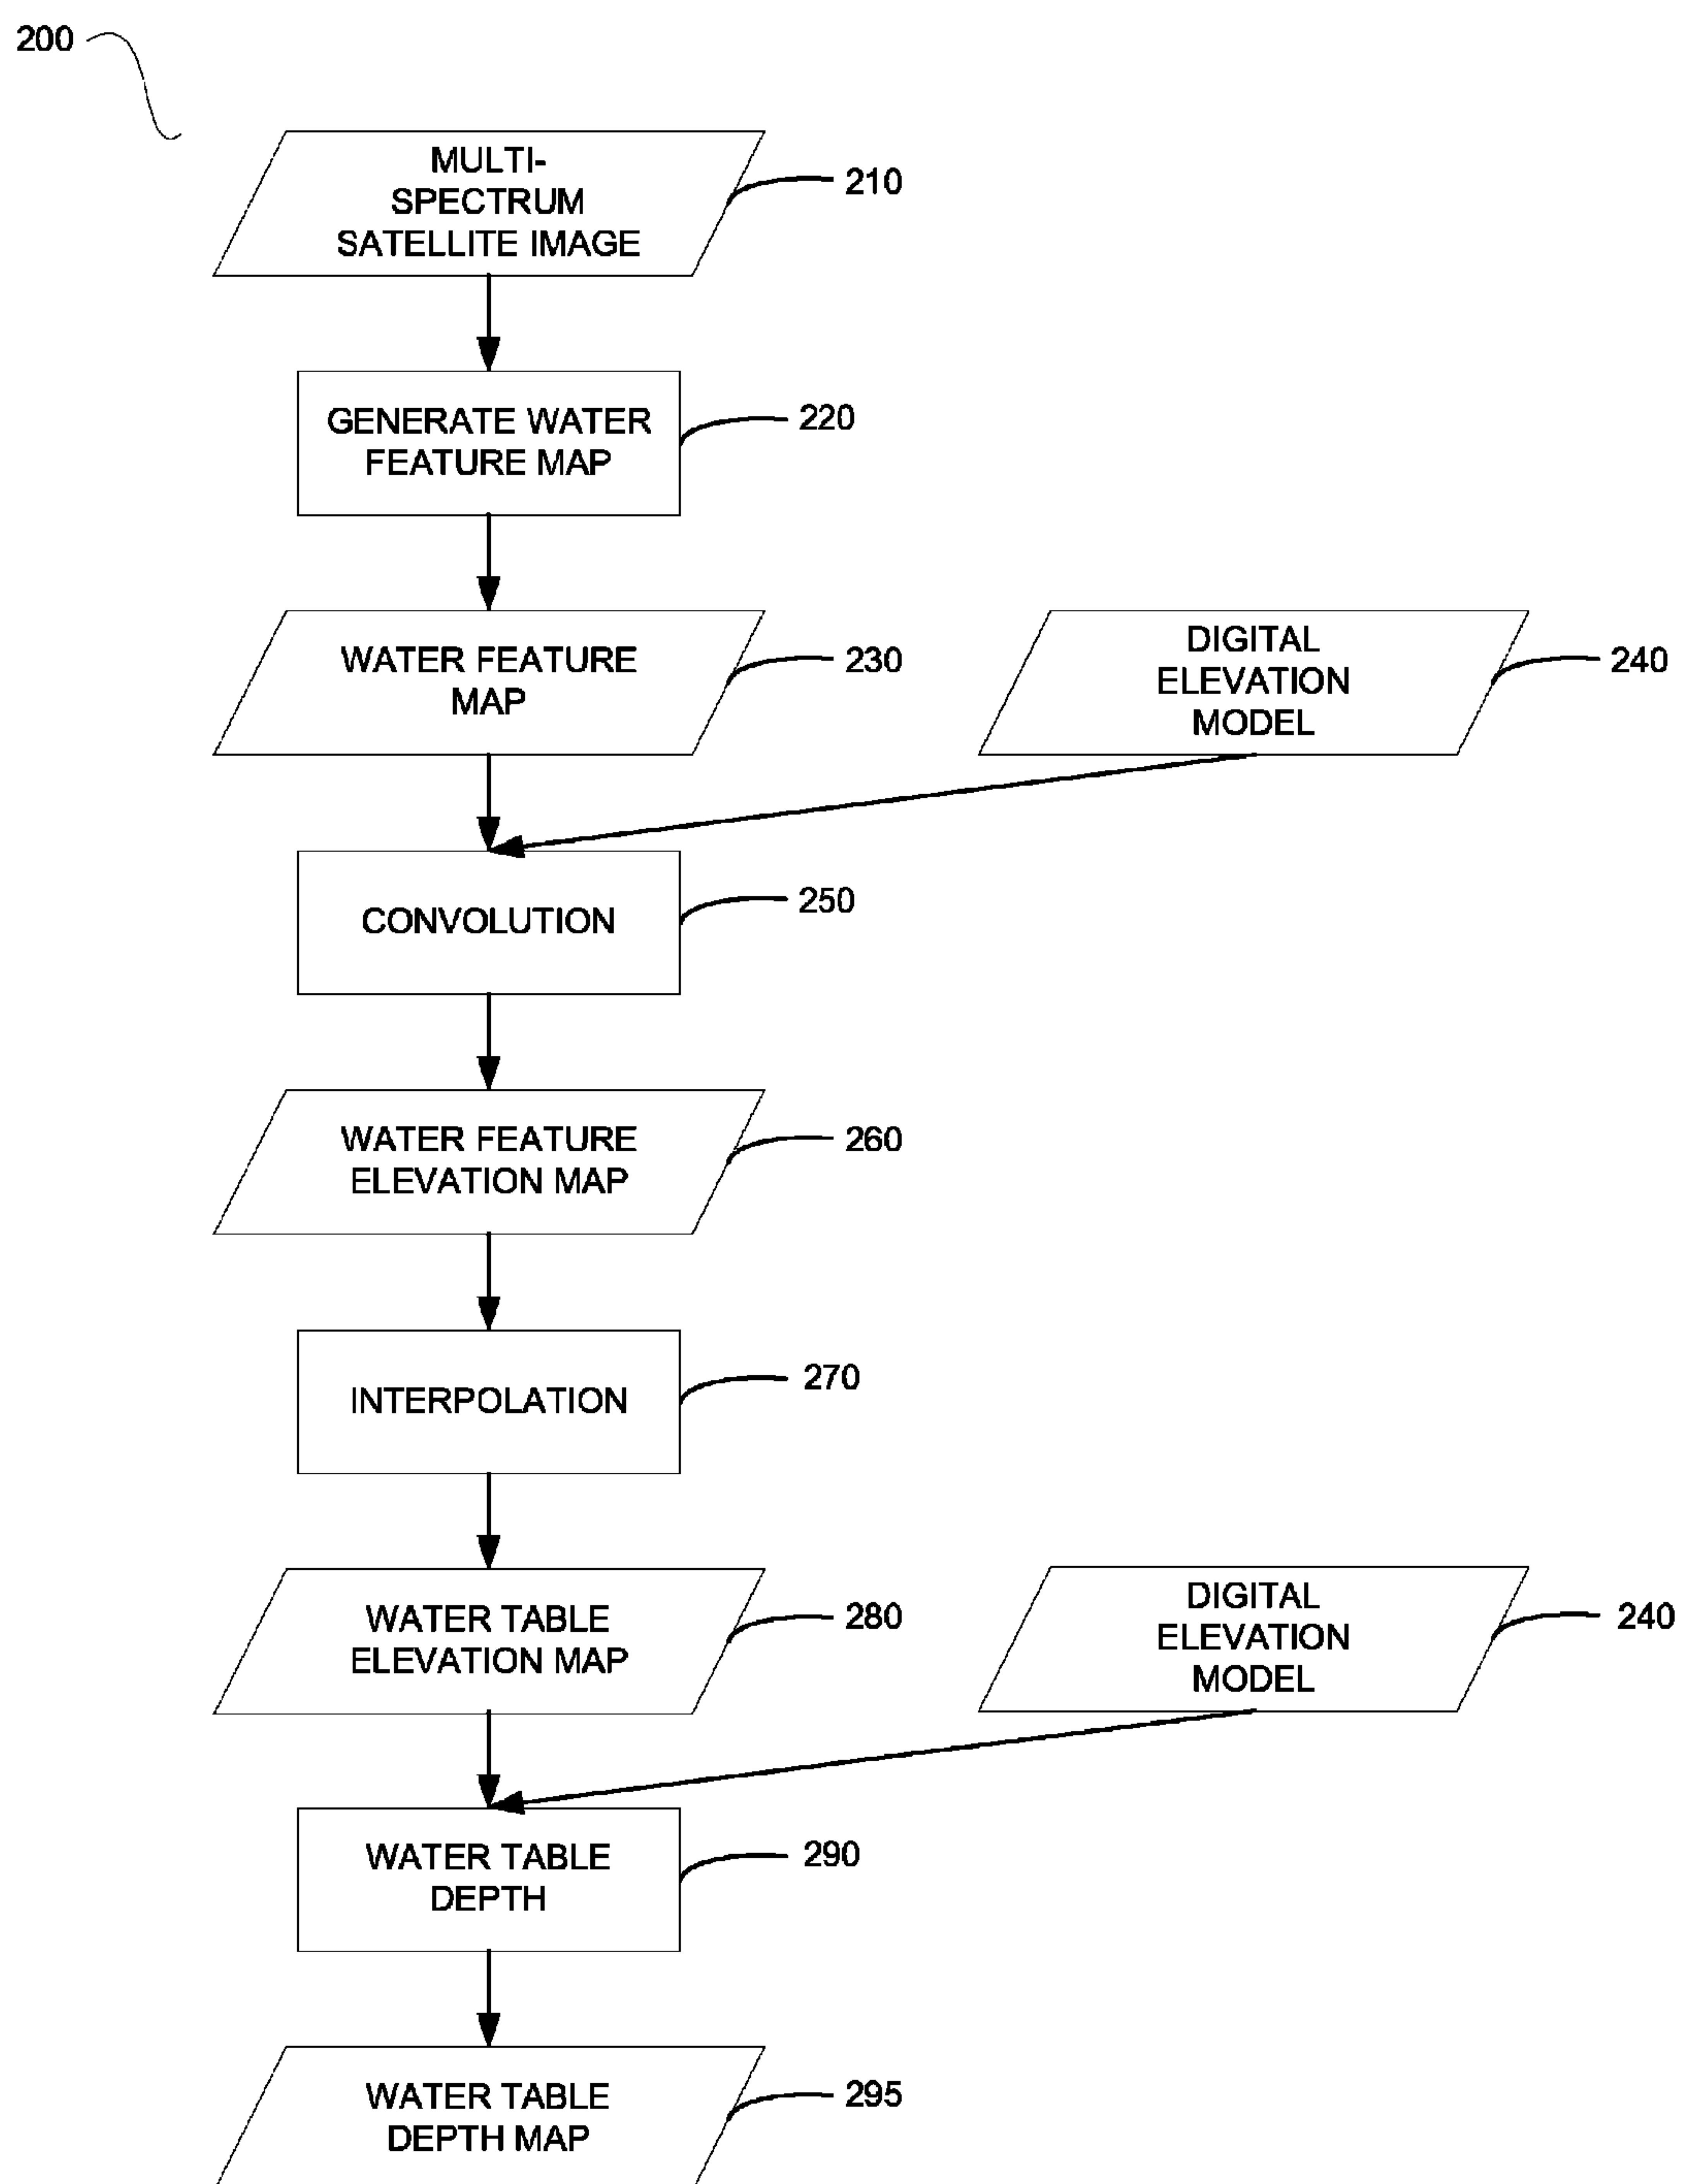 200
MULTI-
SPECTRUM
SATELLITE IMAGE
210
GENERATE WATER
FEATURE MAP
220
WATER FEATURE
MAP
230
DIGITAL
ELEVATION
MODEL
240
CONVOLUTION
250
WATER FEATURE
ELEVATION MAP
260
INTERPOLATION
270
WATER TABLE
ELEVATION MAP
280
DIGITAL
ELEVATION
MODEL
240
WATER TABLE
DEPTH
290
WATER TABLE
DEPTH MAP
295